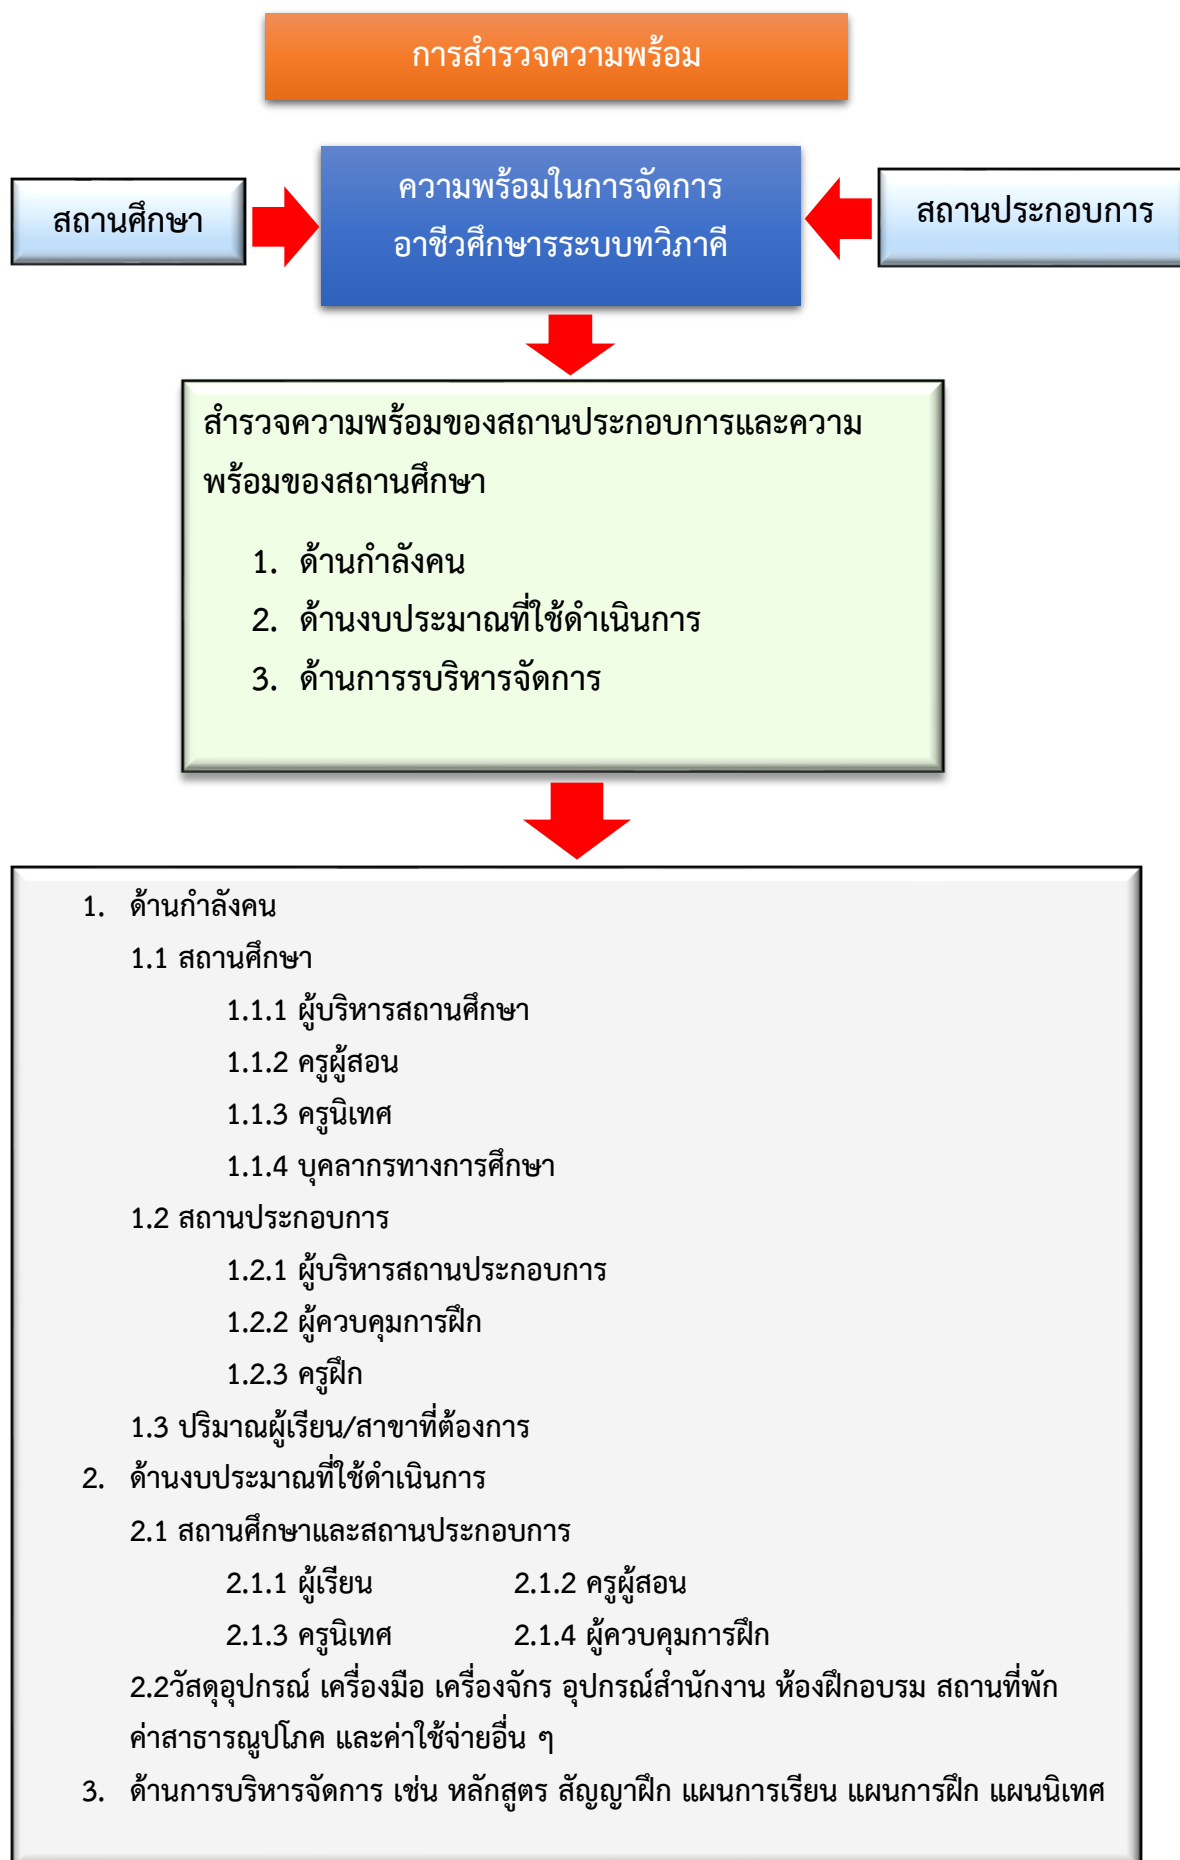 การสำรวจความพร้อม
สถานศึกษา
ความพร้อมในการจัดการ
อาชีวศึกษารระบบทวิภาคี
สถานประกอบการ
สำรวจความพร้อมของสถานประกอบการและความ
พร้อมของสถานศึกษา
1. ด้านกำลังคน
2. ด้านงบประมาณที่ใช้ดำเนินการ
3. ด้านการรบริหารจัดการ
1. ด้านกำลังคน
1.1 สถานศึกษา
1.1.1 ผู้บริหารสถานศึกษา
1.1.2 ครูผู้สอน
1.1.3 ครูนิเทศ
1.1.4 บุคลากรทางการศึกษา
1.2 สถานประกอบการ
1.2.1 ผู้บริหารสถานประกอบการ
1.2.2 ผู้ควบคุมการฝึก
1.2.3 ครูฝึก
1.3 ปริมาณผู้เรียน/สาขาที่ต้องการ
2. ด้านงบประมาณที่ใช้ดำเนินการ
2.1 สถานศึกษาและสถานประกอบการ
2.1.1 ผู้เรียน 2.1.2 ครูผู้สอน
2.1.3 ครูนิเทศ 2.1.4 ผู้ควบคุมการฝึก
2.2วัสดุอุปกรณ์ เครื่องมือ เครื่องจักร อุปกรณ์สำนักงาน ห้องฝึกอบรม สถานที่พัก
ค่าสาธารณูปโภค และค่าใช้จ่ายอื่น ๆ
3. ด้านการบริหารจัดการ เช่น หลักสูตร สัญญาฝึก แผนการเรียน แผนการฝึก แผนนิเทศ